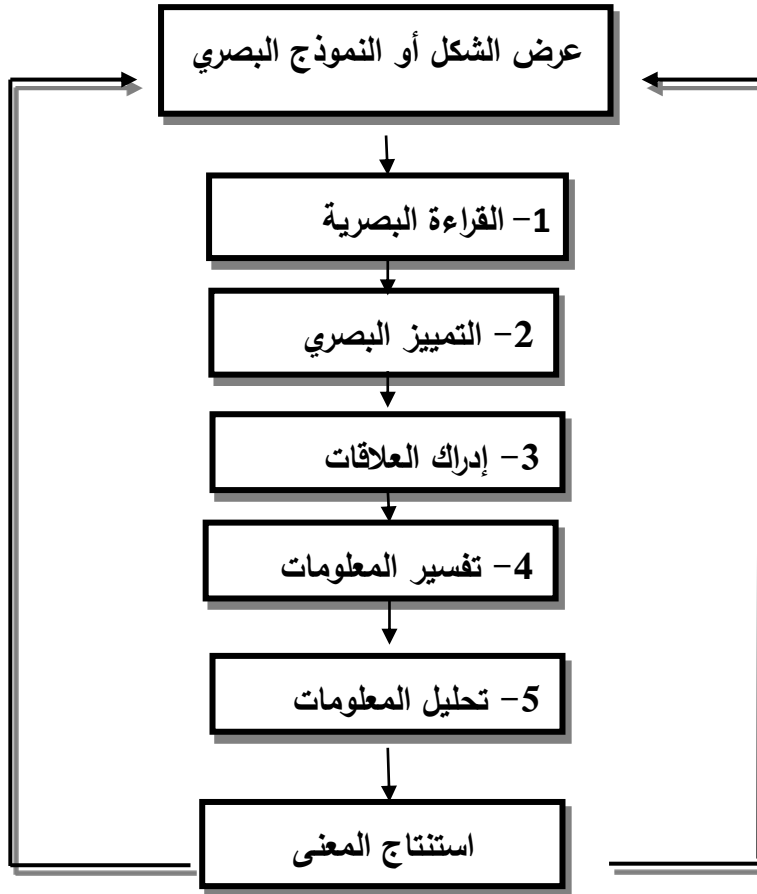 عرض الشكل أو النموذج البصري
1- القراءة البصرية
2- التمييز البصري
3- إدراك العلاقات
4- تفسير المعلومات
5- تحليل المعلومات
استنتاج المعنى